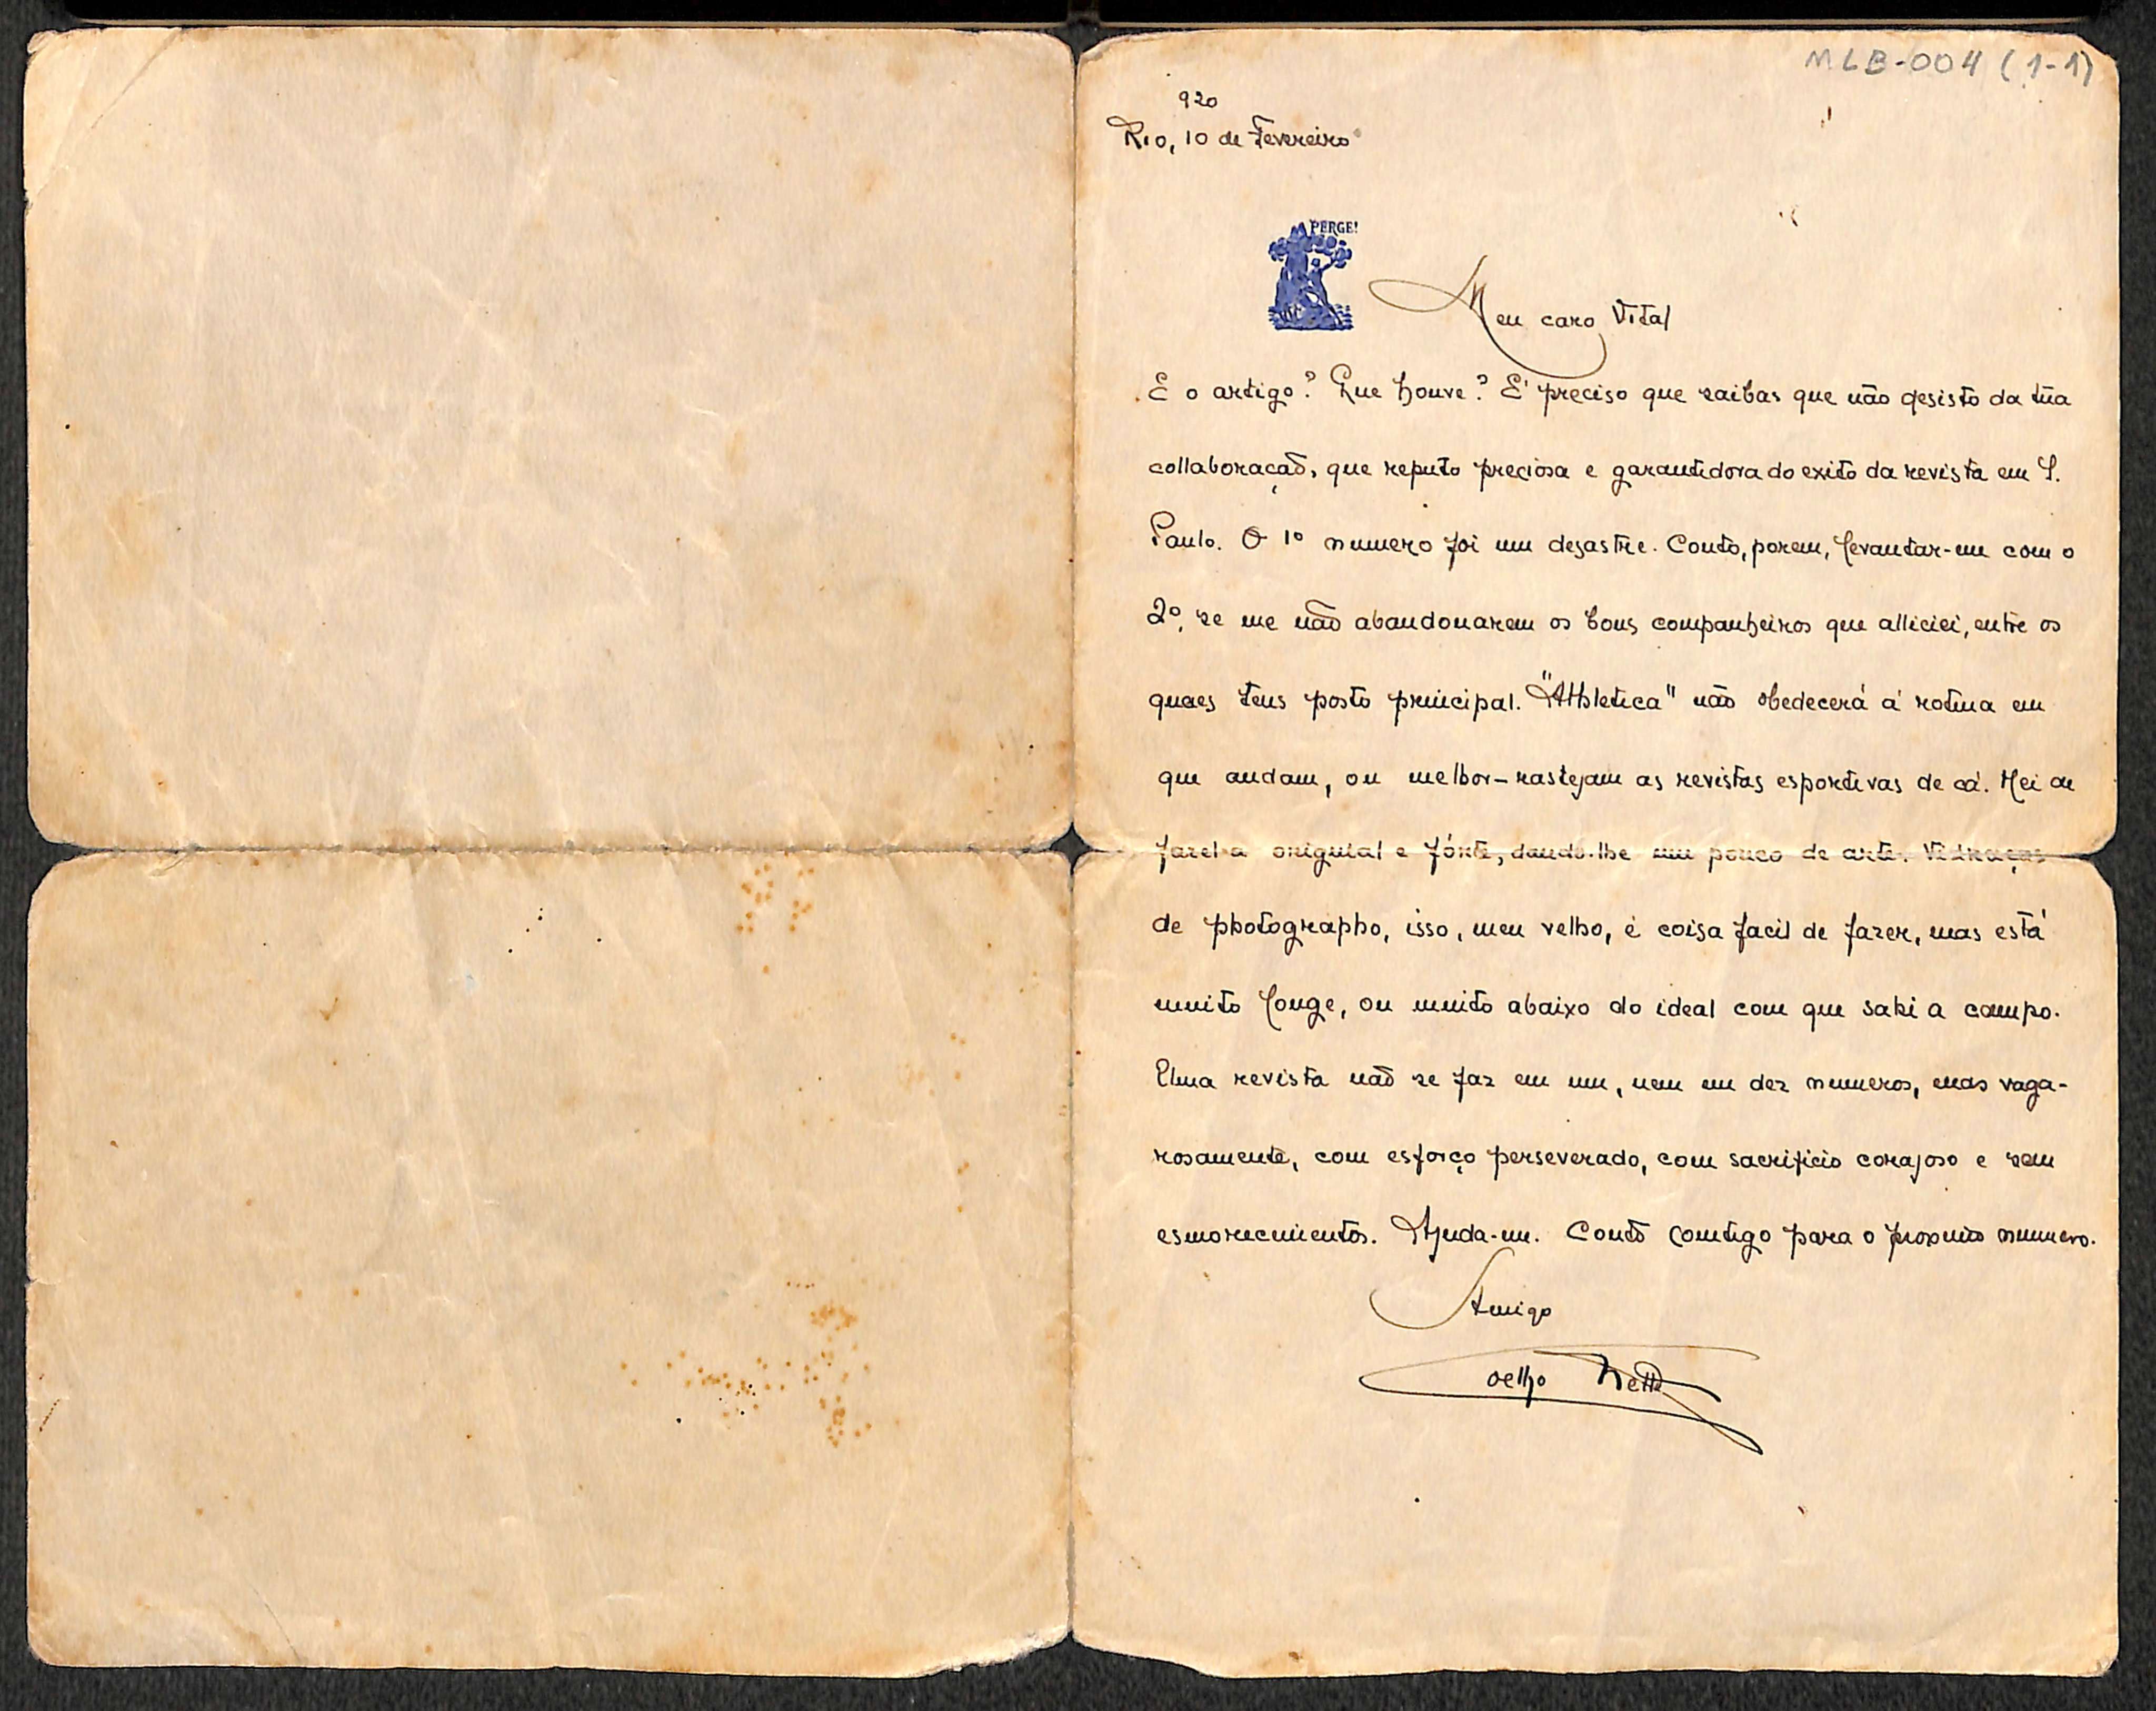 MLB-004 (1-1)
920
Rio, 10 de Fevereiro
PERGE!
Meu caro Vital
E o artigo? Que houve? E' preciso que saibas que não desisto da tua
collaboração, que reputo preciosa e garantidora do exito da revista em S.
Paulo. O 1º numero foi um desastre. Conto, porem, levantar-me com o
2º, se me não abandonarem os bons companheiros que alliciei, entre os
quaes tens posto principal. "Athletica" não obedecerá á rotina em
que andam, ou melhor-rastejam as revistas esportivas de cá. Hei de
fazel-a original e fórte, dando-lhe um pouco de arte. Vidraças
de photographo, isso, meu velho, é coisa facil de fazer, mas está
muito longe, ou muito abaixo do ideal com que sahi a campo.
Uma revista não se faz em um, nem em dez numeros, mas vaga-
rosamente, com esforço perseverado, com sacrificio corajoso e sem
esmorecimentos. Ajuda-me. Conto comtigo para o proximo numero.
Amigo
Coelho Netto